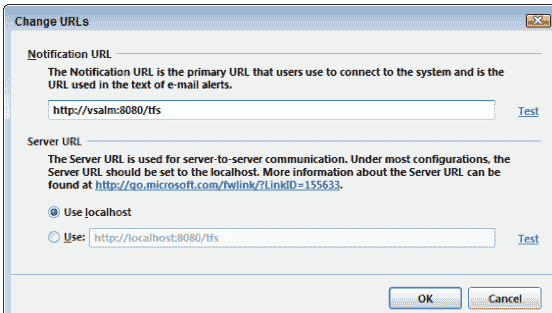 Change URLs
Notification URL
The Notification URL is the primary URL that users use to connect to the system and is the
URL used in the text of e-mail alerts.
http://vsalm:8080/tfs
Test
Server URL
The Server URL is used for server-to-server communication. Under most configurations, the
Server URL should be set to the localhost. More information about the Server URL can be
found at http://go.microsoft.com/fwlink/?LinkID=155633.
Use localhost
Use: http://localhost:8080/tfs
Test
OK Cancel